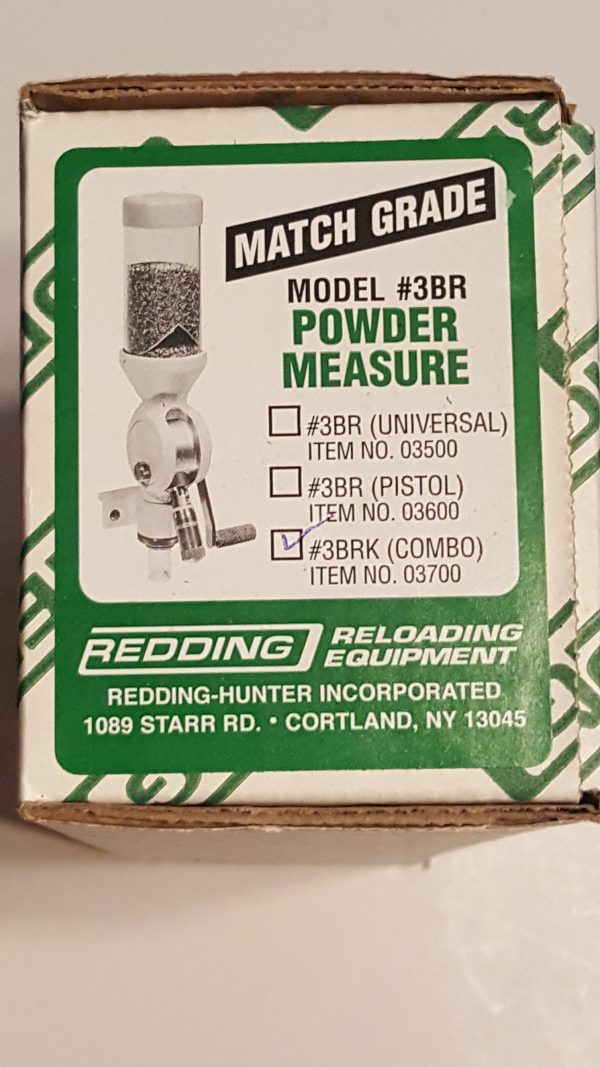 MATCH GRADE
MODEL #3BR
POWDER
MEASURE
#3BR (UNIVERSAL)
ITEM NO. 03500
#3BR (PISTOL)
ITEM NO. 03600
#3BRK (COMBO)
ITEM NO. 03700
REDDING RELOADING
EQUIPMENT
REDDING-HUNTER INCORPORATED
1089 STARR RD. • CORTLAND, NY 13045